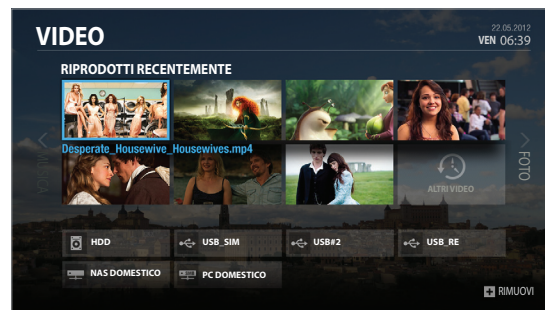 VIDEO
22.05.2012
VEN 06:39
RIPRODOTTI RECENTEMENTE
Desperate_Housewive_Housewives.mp4
MUSICA
FOTO
ALTRI VIDEO
HDD
USB_SIM
USB#2
USB_RE
NAS DOMESTICO
PC DOMESTICO
RIMUOVI